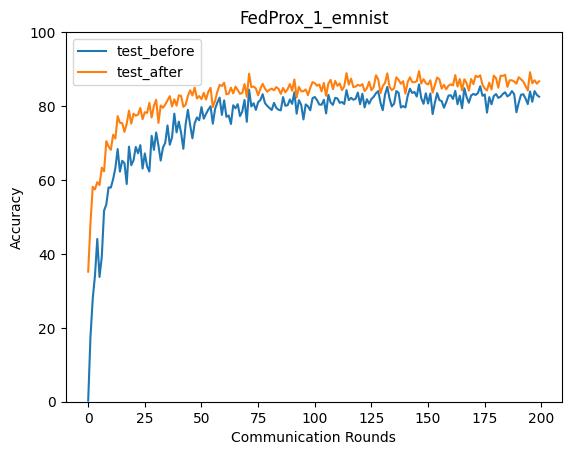 FedProx_1_emnist
test_before
test_after
Accuracy
100
80
60
40
20
0
0 25 50 75 100 125 150 175 200
Communication Rounds